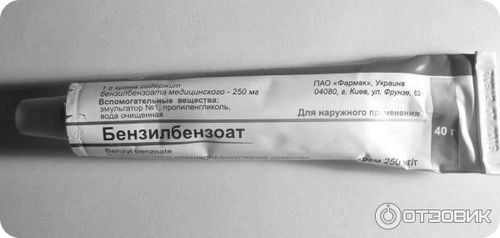 1 г крема содержит
бензилбензоата медицинского - 250 мг
Вспомогательные вещества:
эмульгатор №1, пропиленгликоль,
вода очищенная
ПАО «Фармак», Украина
04080, г. Киев, ул. Фрунзе, 63
Для наружного применения
Бензилбензоат
40 г
Benzyl benzoate
крем 250 мг/г
ОТЗОВИК